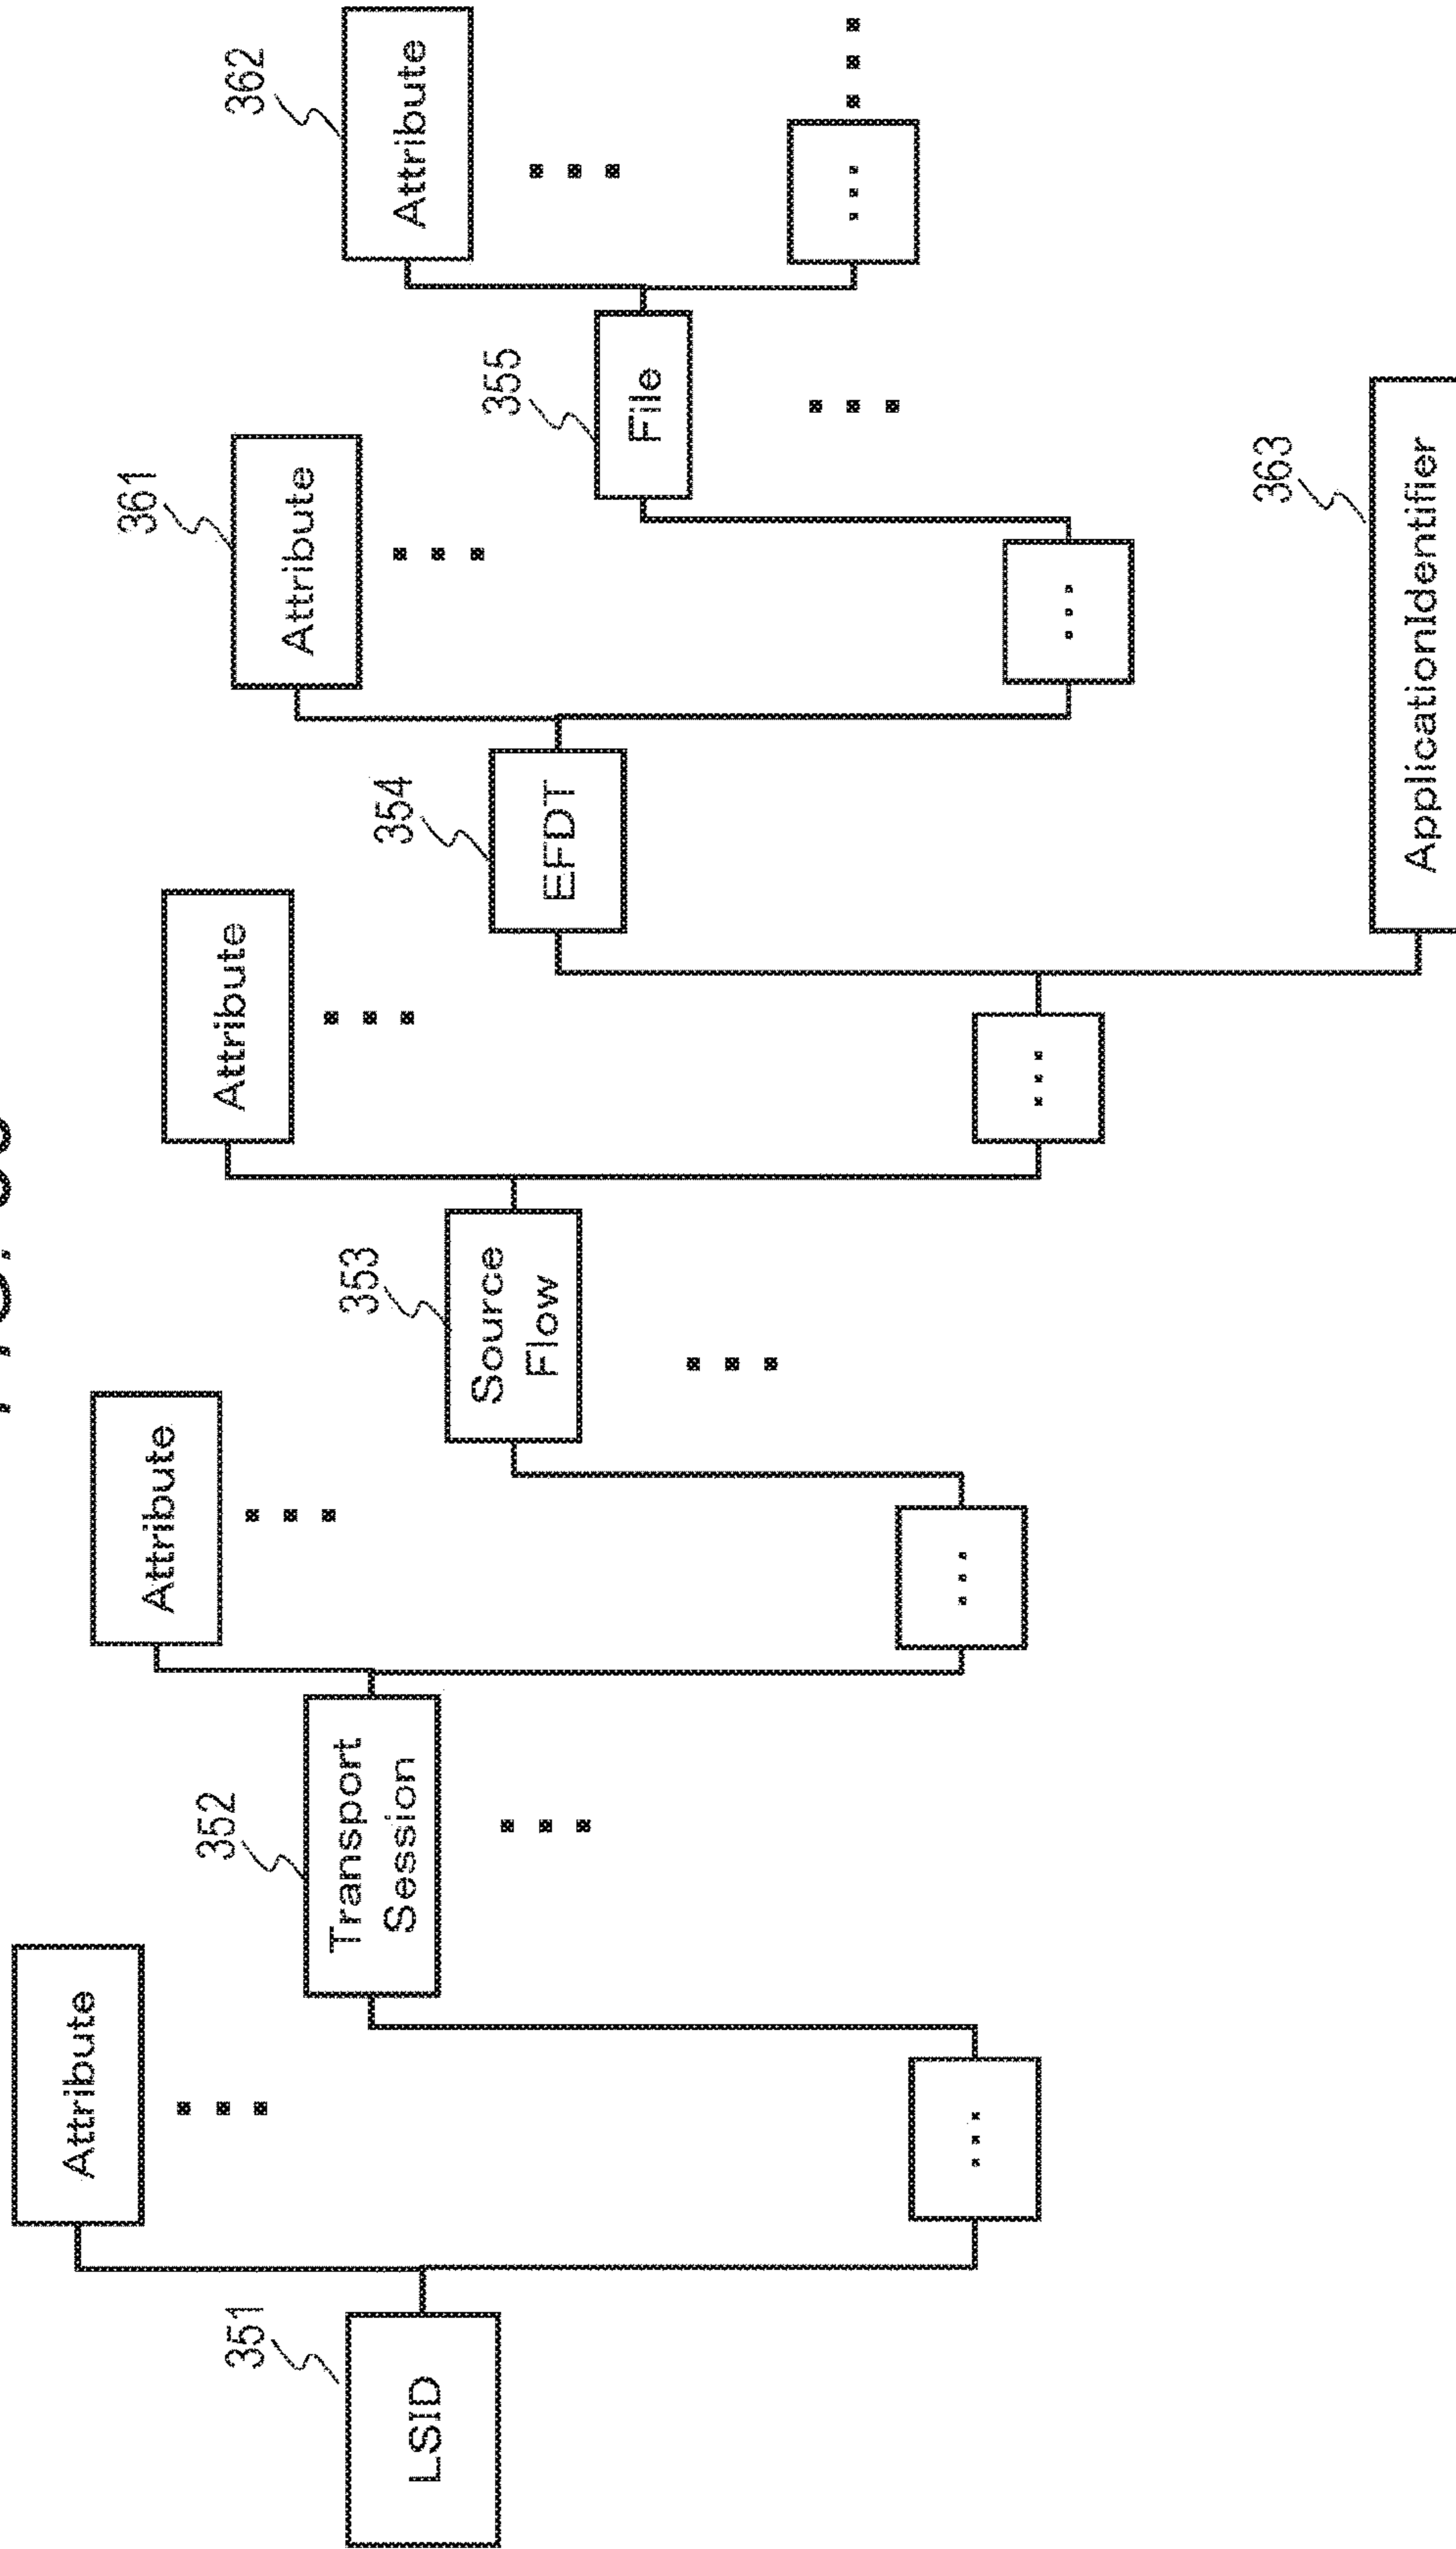 Attribute
362
Attribute
361
Attribute
355
File
354
EFDT
363
ApplicationIdentifier
Attribute
353
Source
Flow
Attribute
352
Transport
Session
351
LSID